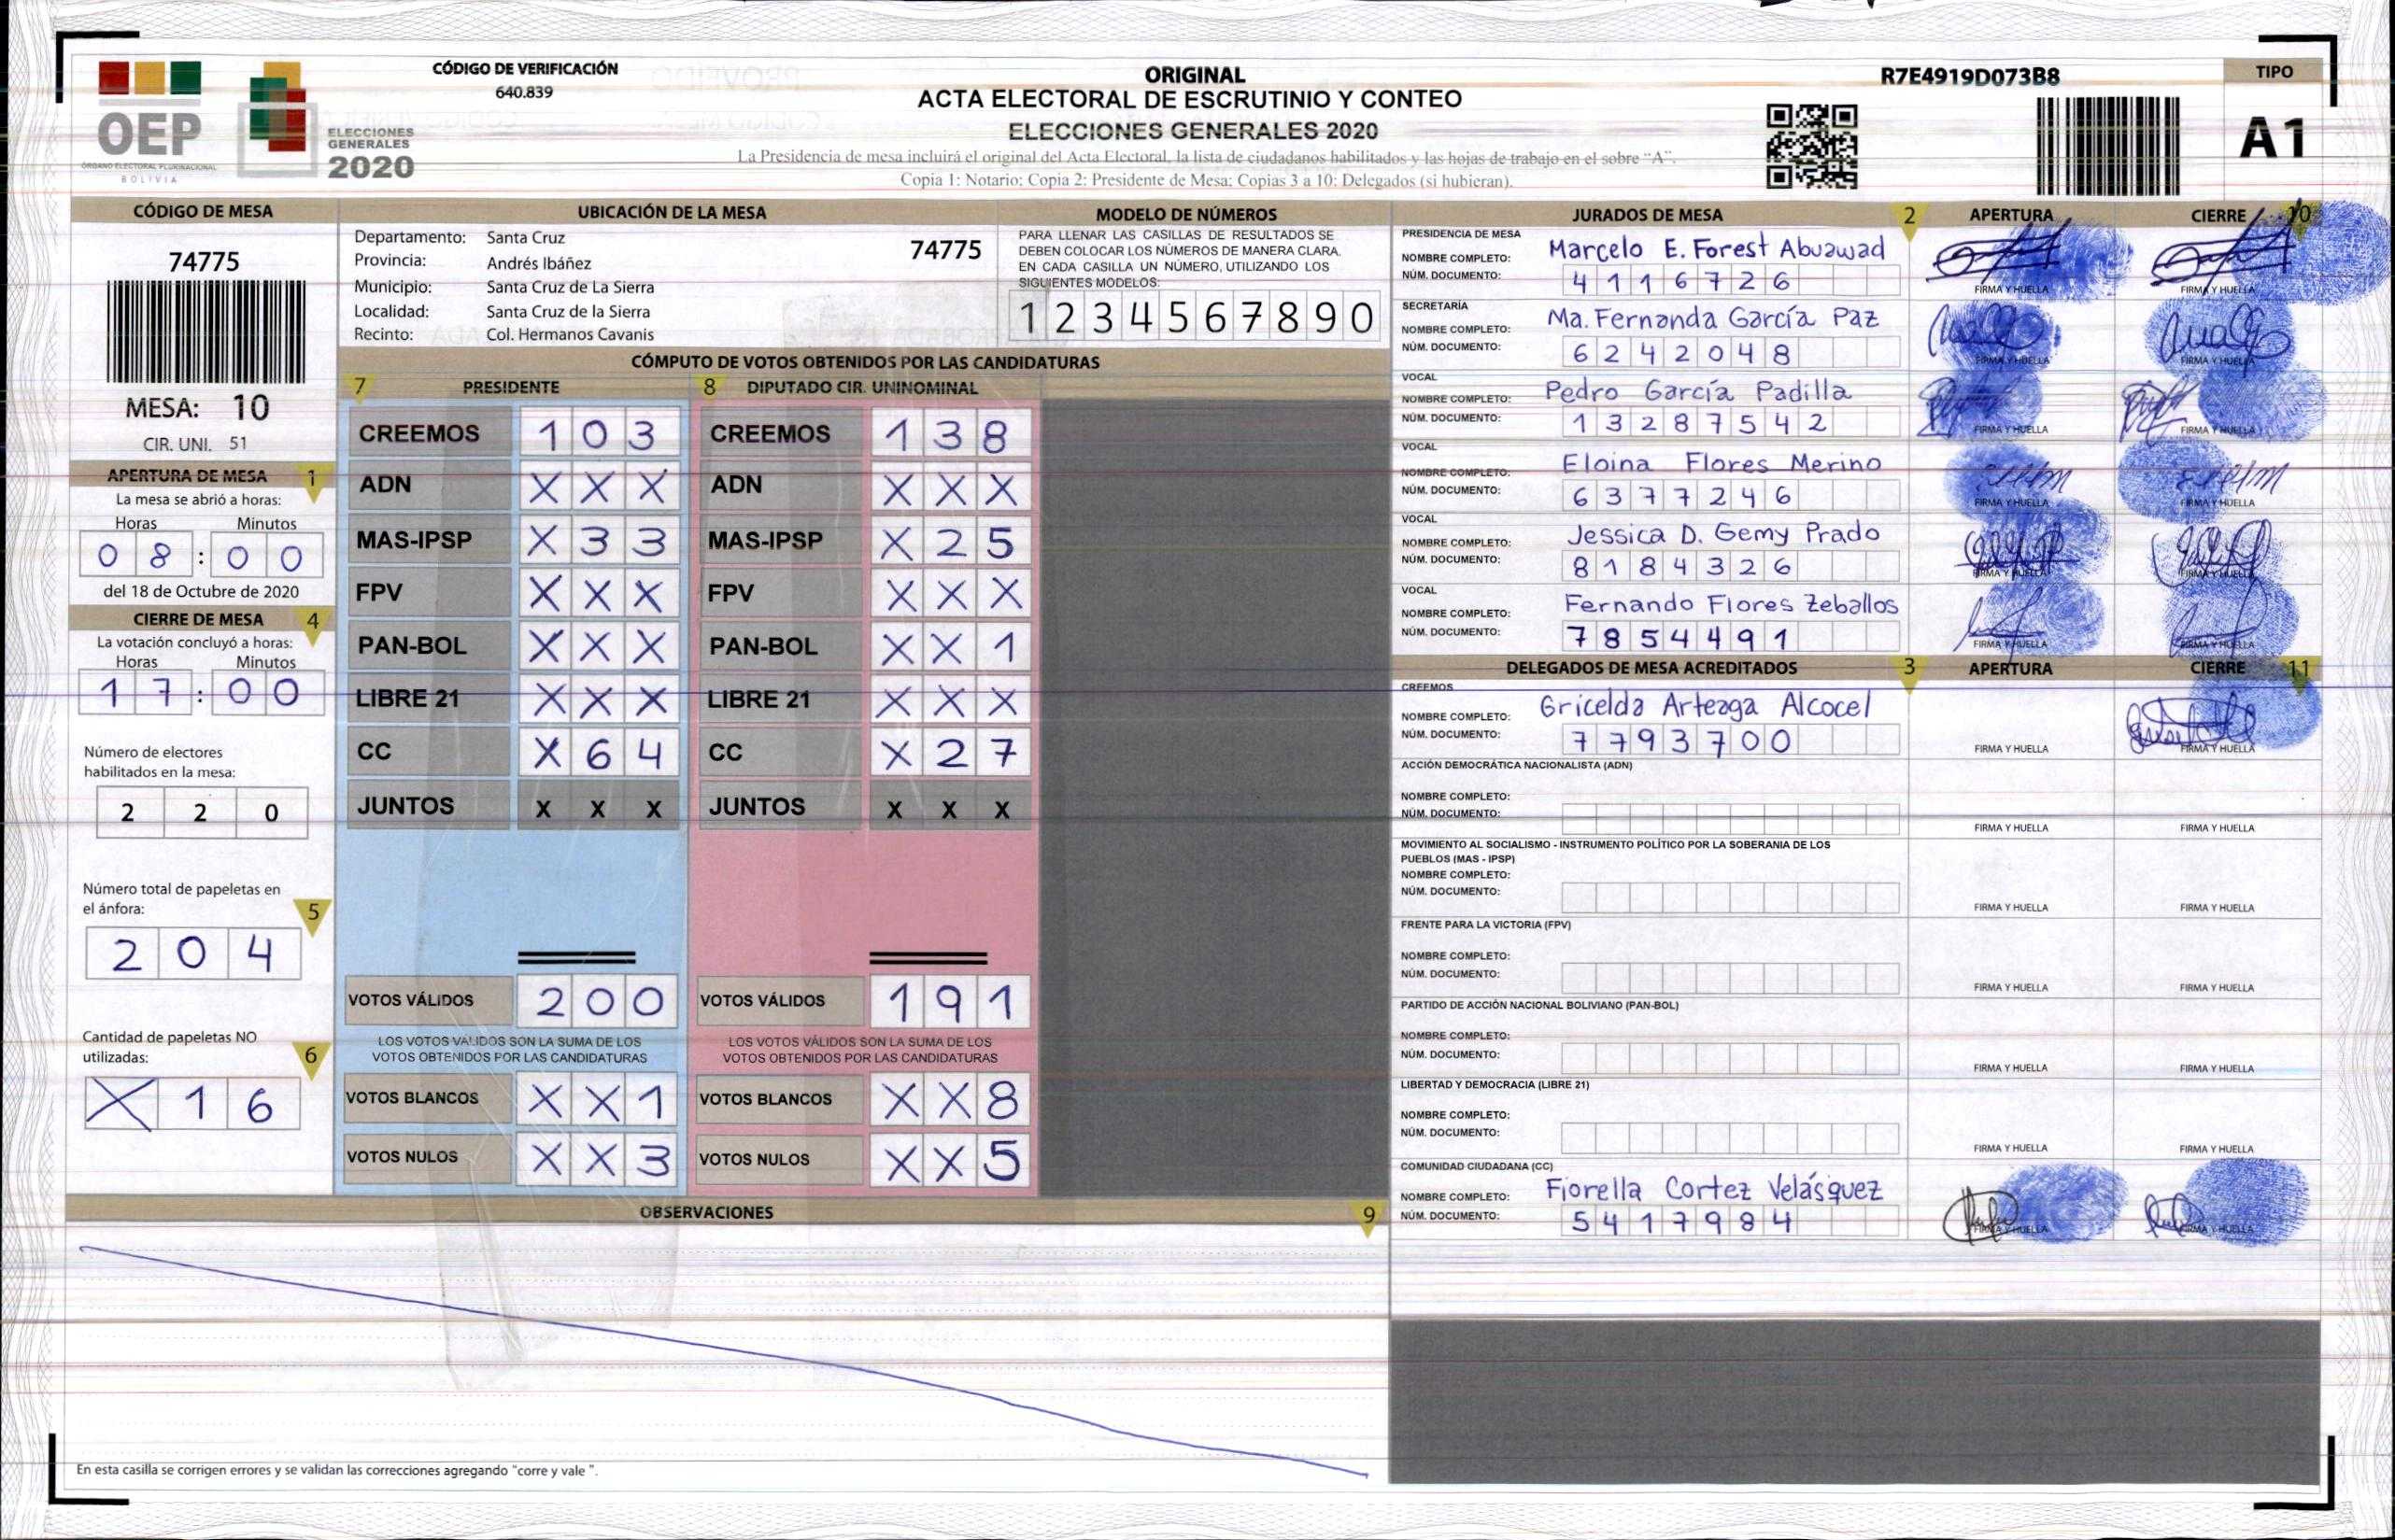 CÓDIGO DE VERIFICACIÓN
640.839
OEP
ÓRGANO ELECTORAL PLURINACIONAL
BOLIVIA
ELECCIONES
GENERALES
2020
ORIGINAL
ACTA ELECTORAL DE ESCRUTINIO Y CONTEO
ELECCIONES GENERALES 2020
La Presidencia de mesa incluirá el original del Acta Electoral, la lista de ciudadanos habilitados y las hojas de trabajo en el sobre “A”.
Copia 1: Notario; Copia 2: Presidente de Mesa; Copias 3 a 10: Delegados (si hubieran).
R7E4919D073B8
TIPO
A1
CÓDIGO DE MESA
74775
MESA: 10
CIR. UNI. 51
APERTURA DE MESA 1
La mesa se abrió a horas:
Horas Minutos
0 8 : 0 0
del 18 de Octubre de 2020
CIERRE DE MESA 4
La votación concluyó a horas:
Horas Minutos
1 7 : 0 0
Número de electores
habilitados en la mesa:
2 2 0
Número total de papeletas en
el ánfora: 5
2 0 4
Cantidad de papeletas NO
utilizadas: 6
X 1 6
UBICACIÓN DE LA MESA
Departamento: Santa Cruz 74775
Provincia: Andrés Ibáñez
Municipio: Santa Cruz de La Sierra
Localidad: Santa Cruz de la Sierra
Recinto: Col. Hermanos Cavanis
MODELO DE NÚMEROS
PARA LLENAR LAS CASILLAS DE RESULTADOS SE
DEBEN COLOCAR LOS NÚMEROS DE MANERA CLARA.
EN CADA CASILLA UN NÚMERO, UTILIZANDO LOS
SIGUIENTES MODELOS:
1 2 3 4 5 6 7 8 9 0
CÓMPUTO DE VOTOS OBTENIDOS POR LAS CANDIDATURAS
7 PRESIDENTE 8 DIPUTADO CIR. UNINOMINAL
CREEMOS 1 0 3 CREEMOS 1 3 8
ADN X X X ADN X X X
MAS-IPSP X 3 3 MAS-IPSP X 2 5
FPV X X X FPV X X X
PAN-BOL X X X PAN-BOL X X 1
LIBRE 21 X X X LIBRE 21 X X X
CC X 6 4 CC X 2 7
JUNTOS X X X JUNTOS X X X
VOTOS VÁLIDOS 2 0 0 VOTOS VÁLIDOS 1 9 1
LOS VOTOS VALIDOS SON LA SUMA DE LOS LOS VOTOS VÁLIDOS SON LA SUMA DE LOS
VOTOS OBTENIDOS POR LAS CANDIDATURAS VOTOS OBTENIDOS POR LAS CANDIDATURAS
VOTOS BLANCOS X X 1 VOTOS BLANCOS X X 8
VOTOS NULOS X X 3 VOTOS NULOS X X 5
OBSERVACIONES 9
En esta casilla se corrigen errores y se validan las correcciones agregando “corre y vale ”.
JURADOS DE MESA 2 APERTURA CIERRE 10
PRESIDENCIA DE MESA
NOMBRE COMPLETO: Marcelo E. Forest Abuawad
NÚM. DOCUMENTO: 4 1 1 6 7 2 6 FIRMA Y HUELLA FIRMA Y HUELLA
SECRETARÍA
NOMBRE COMPLETO: Ma. Fernanda García Paz
NÚM. DOCUMENTO: 6 2 4 2 0 4 8 FIRMA Y HUELLA FIRMA Y HUELLA
VOCAL
NOMBRE COMPLETO: Pedro García Padilla
NÚM. DOCUMENTO: 1 3 2 8 7 5 4 2 FIRMA Y HUELLA FIRMA Y HUELLA
VOCAL
NOMBRE COMPLETO: Eloina Flores Merino
NÚM. DOCUMENTO: 6 3 7 7 2 4 6 FIRMA Y HUELLA FIRMA Y HUELLA
VOCAL
NOMBRE COMPLETO: Jessica D. Gemy Prado
NÚM. DOCUMENTO: 8 1 8 4 3 2 6 FIRMA Y HUELLA FIRMA Y HUELLA
VOCAL
NOMBRE COMPLETO: Fernando Flores Zeballos
NÚM. DOCUMENTO: 7 8 5 4 4 9 1 FIRMA Y HUELLA FIRMA Y HUELLA
DELEGADOS DE MESA ACREDITADOS 3 APERTURA CIERRE 11
CREEMOS
NOMBRE COMPLETO: Gricelda Arteaga Alcocel
NÚM. DOCUMENTO: 7 7 9 3 7 0 0 FIRMA Y HUELLA FIRMA Y HUELLA
ACCIÓN DEMOCRÁTICA NACIONALISTA (ADN)
NOMBRE COMPLETO:
NÚM. DOCUMENTO: FIRMA Y HUELLA FIRMA Y HUELLA
MOVIMIENTO AL SOCIALISMO - INSTRUMENTO POLÍTICO POR LA SOBERANIA DE LOS
PUEBLOS (MAS - IPSP)
NOMBRE COMPLETO:
NÚM. DOCUMENTO: FIRMA Y HUELLA FIRMA Y HUELLA
FRENTE PARA LA VICTORIA (FPV)
NOMBRE COMPLETO:
NÚM. DOCUMENTO: FIRMA Y HUELLA FIRMA Y HUELLA
PARTIDO DE ACCIÓN NACIONAL BOLIVIANO (PAN-BOL)
NOMBRE COMPLETO:
NÚM. DOCUMENTO: FIRMA Y HUELLA FIRMA Y HUELLA
LIBERTAD Y DEMOCRACIA (LIBRE 21)
NOMBRE COMPLETO:
NÚM. DOCUMENTO: FIRMA Y HUELLA FIRMA Y HUELLA
COMUNIDAD CIUDADANA (CC)
NOMBRE COMPLETO: Fiorella Cortez Velásquez
NÚM. DOCUMENTO: 5 4 1 7 9 8 4 FIRMA Y HUELLA FIRMA Y HUELLA